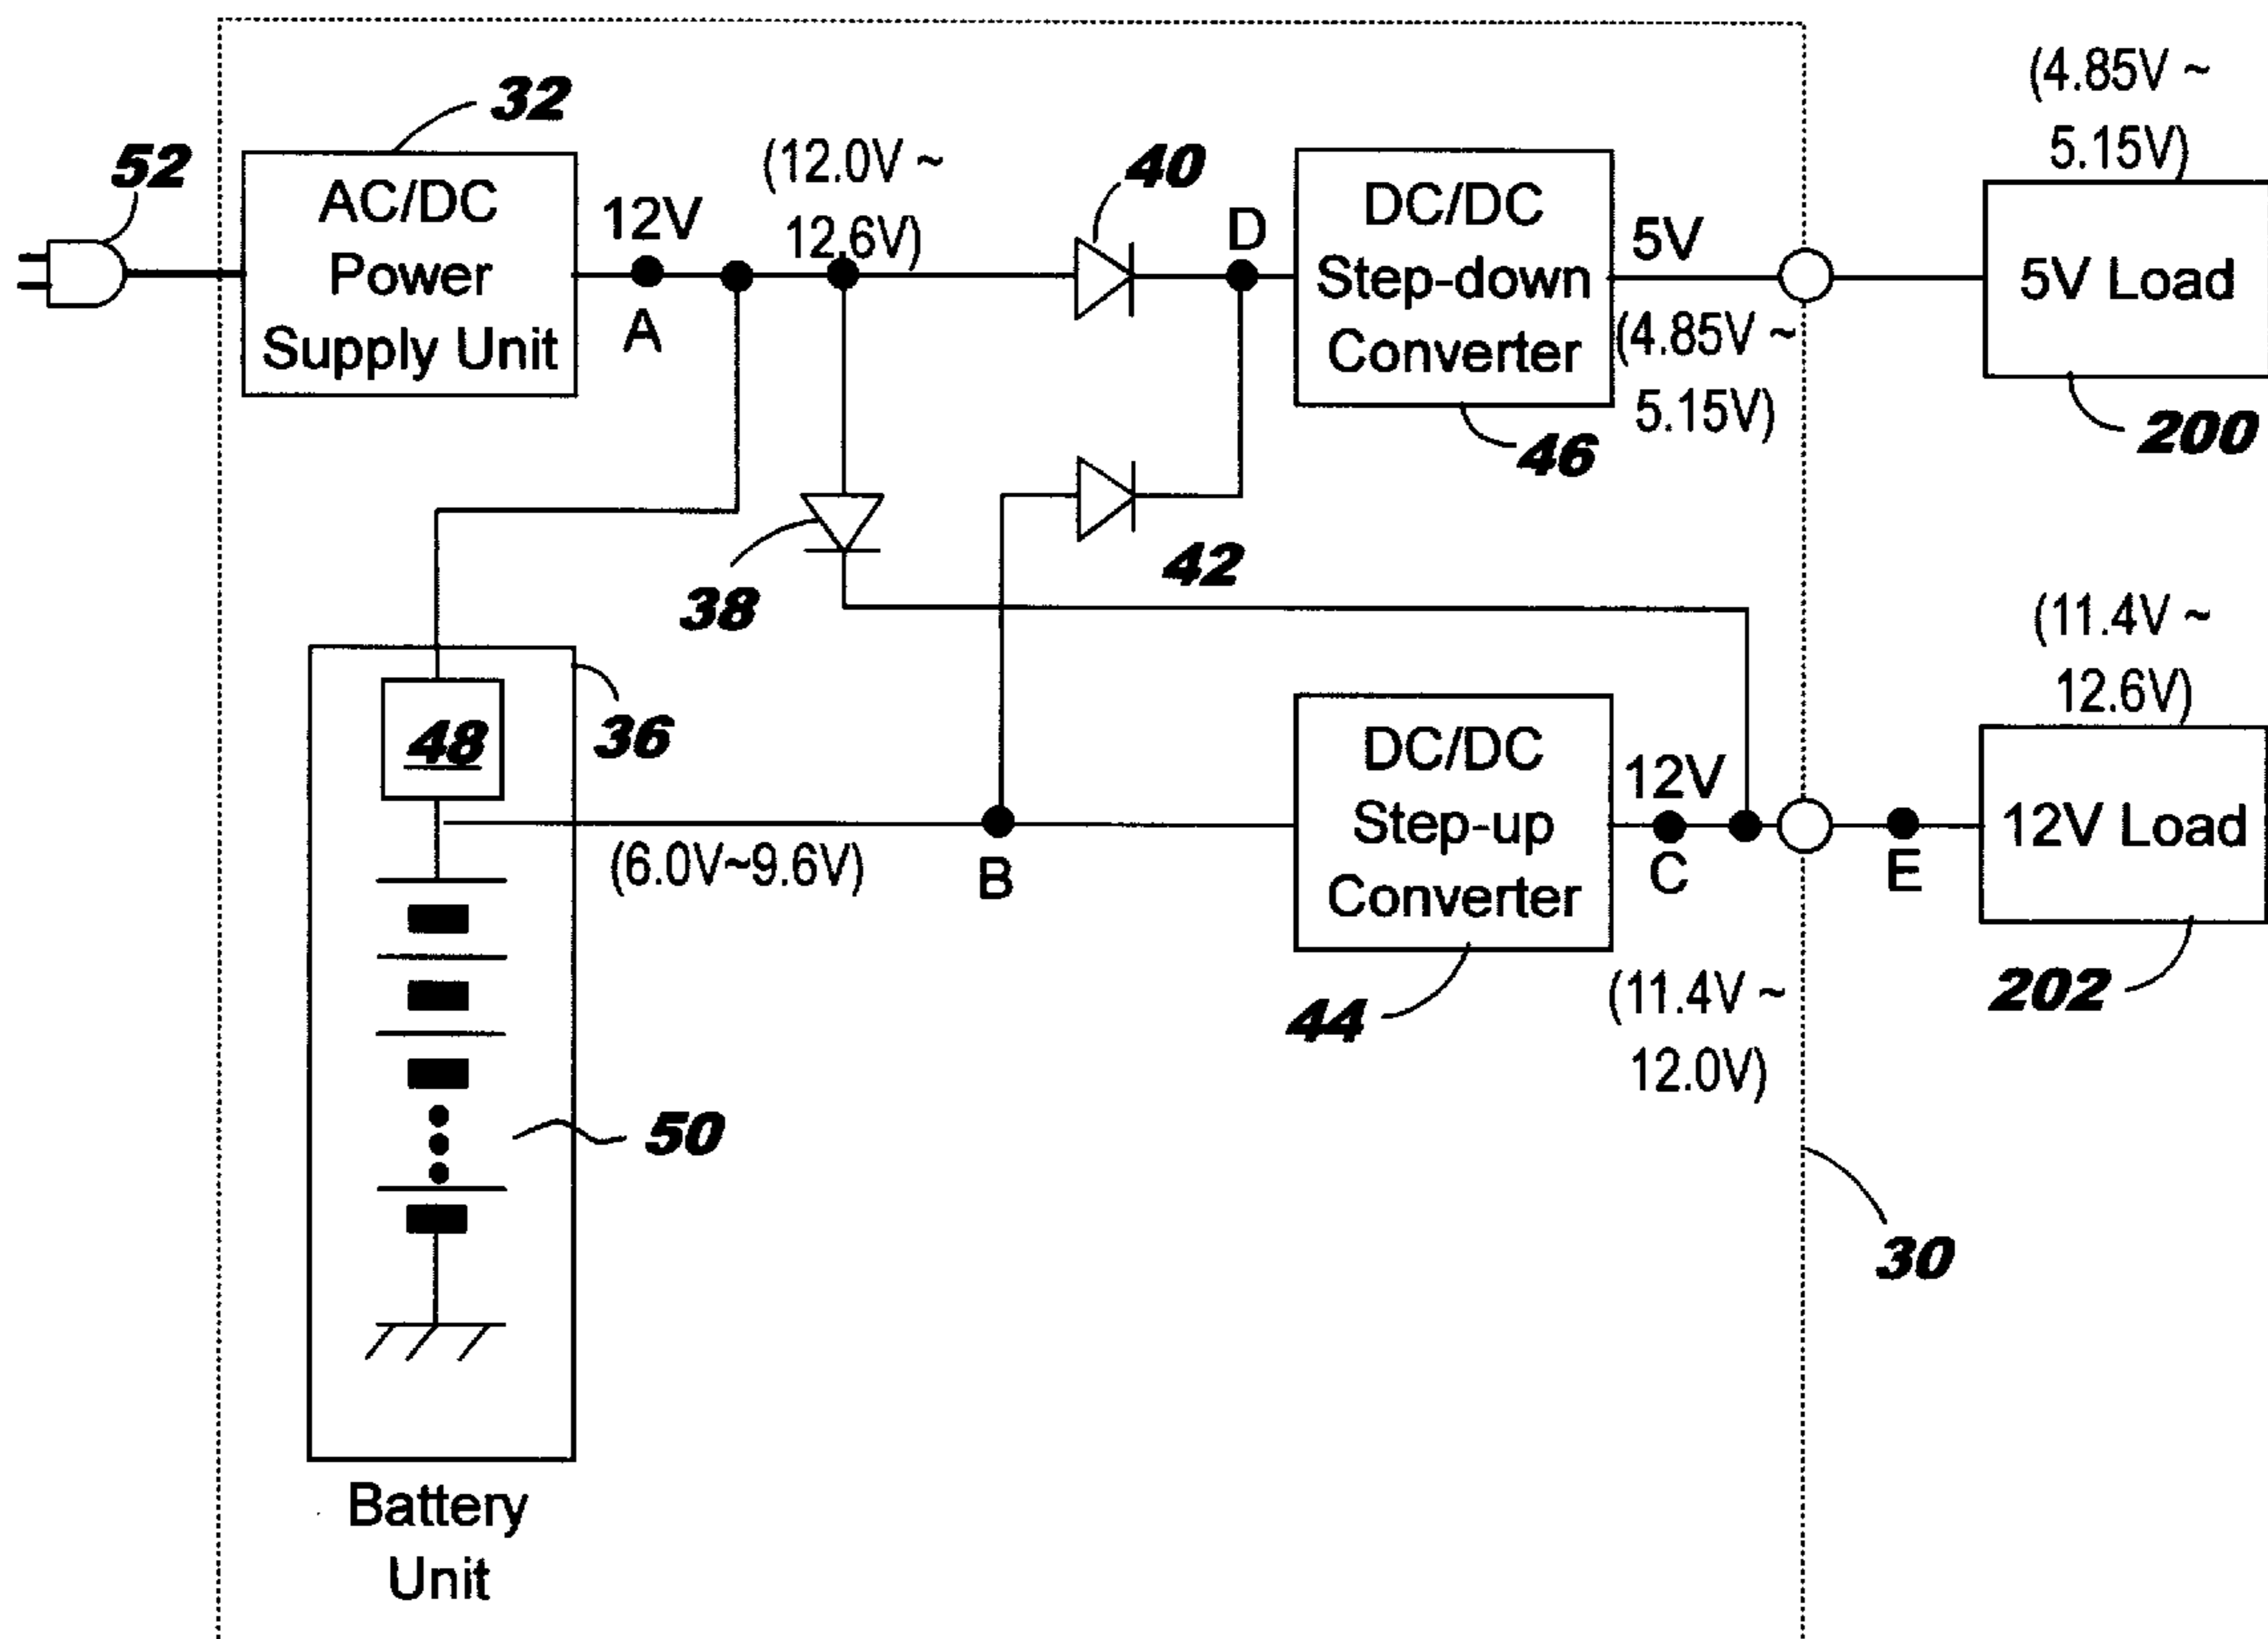 52
32
AC/DC
Power
Supply Unit
12V
A
(12.0V ~
12.6V)
40
D
DC/DC
Step-down
Converter
46
5V
(4.85V ~
5.15V)
(4.85V ~
5.15V)
5V Load
200
38
42
48
36
(6.0V~9.6V)
B
DC/DC
Step-up
Converter
44
12V
C
(11.4V ~
12.0V)
E
(11.4V ~
12.6V)
12V Load
202
50
30
Battery
Unit